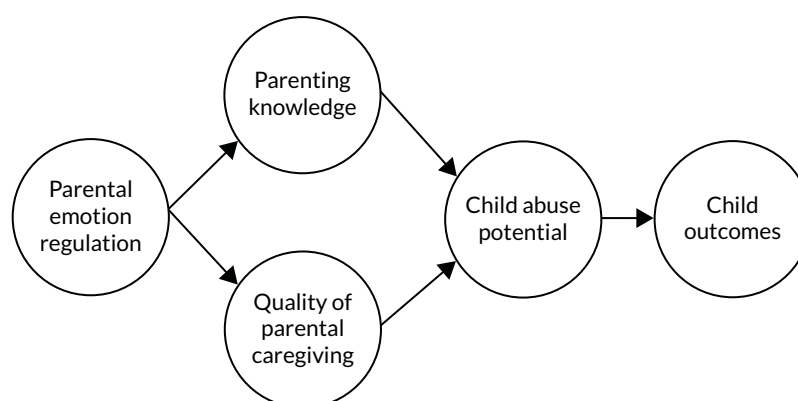 Parental
emotion
regulation
Parenting
knowledge
Quality of
parental
caregiving
Child abuse
potential
Child
outcomes